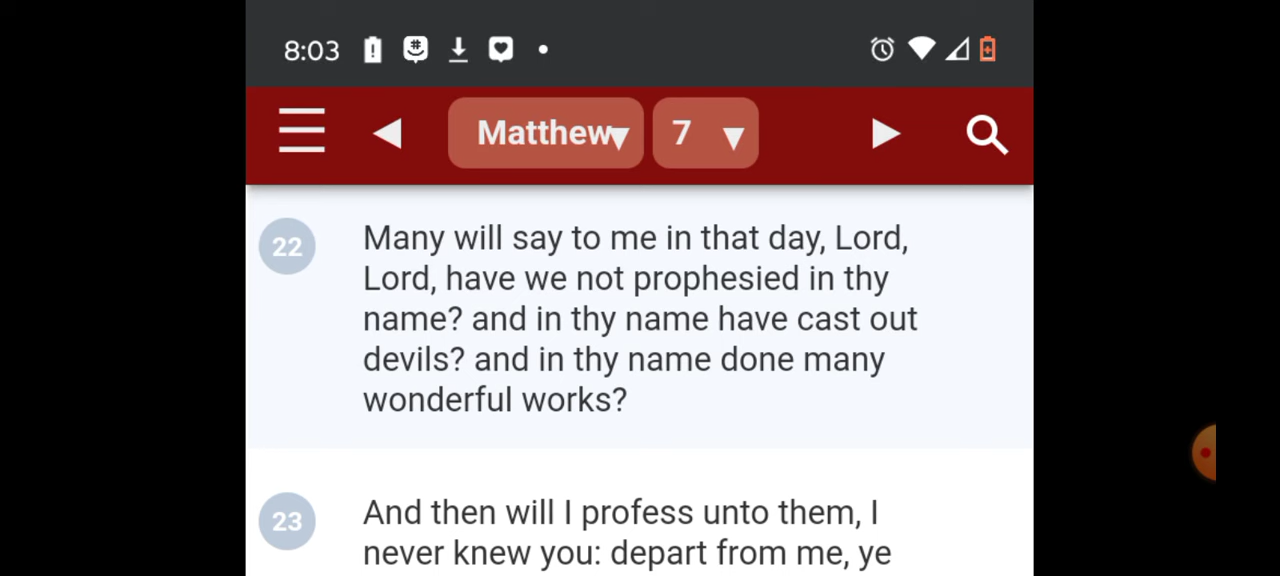 8:03
Matthew 7
22 Many will say to me in that day, Lord,
Lord, have we not prophesied in thy
name? and in thy name have cast out
devils? and in thy name done many
wonderful works?
23 And then will I profess unto them, I
never knew you: depart from me, ye